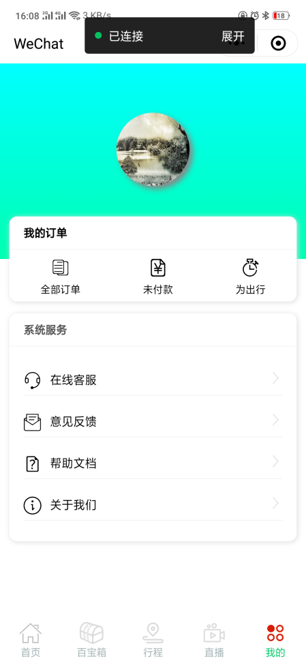 16:08 3 KB/s 18
WeChat
已连接 展开
我的订单
全部订单 未付款 为出行
系统服务
在线客服
意见反馈
帮助文档
关于我们
首页 百宝箱 行程 直播 我的